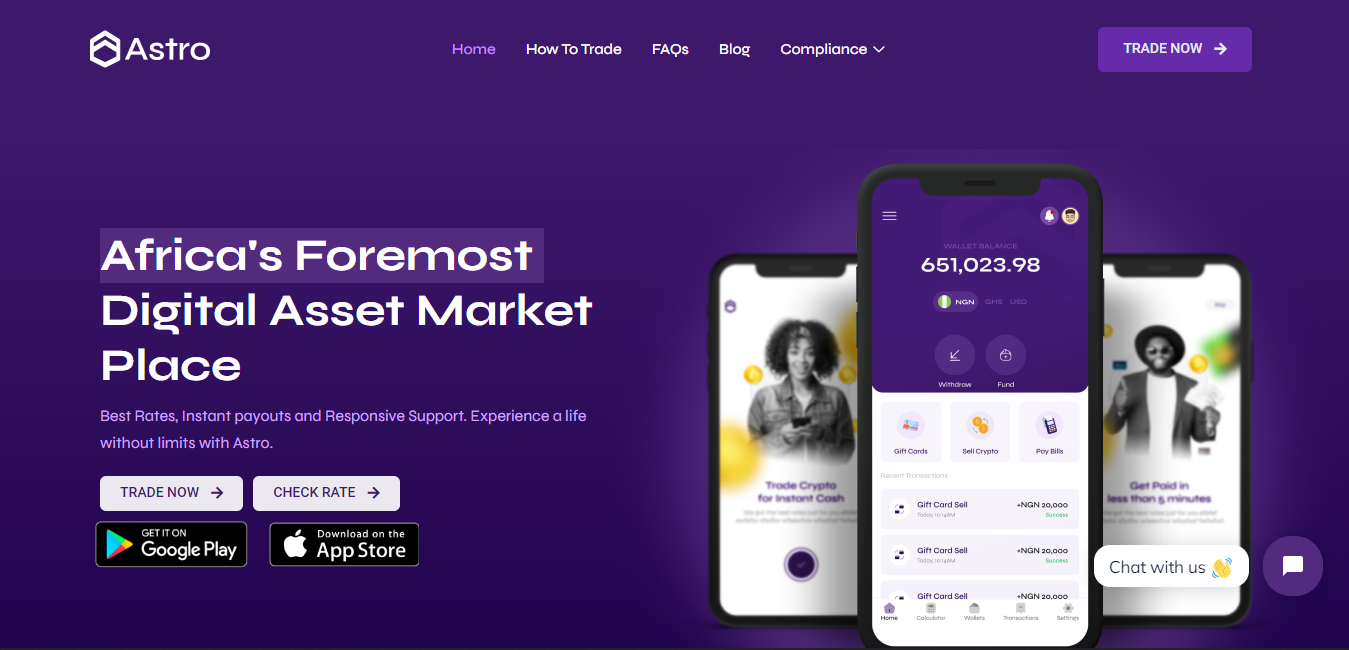 Astro
Home
How To Trade
FAQs
Blog
Compliance
TRADE NOW
Africa's Foremost
Digital Asset Market
Place
Best Rates, Instant payouts and Responsive Support. Experience a life
without limits with Astro.
TRADE NOW
CHECK RATE
GET IT ON
Google Play
Download on the
App Store
Trade Crypto
for Instant Cash
WALLET BALANCE
651,023.98
NGN
GHS
USD
Withdraw
Fund
Gift Cards
Sell Crypto
Pay Bills
Recent Transactions
Gift Card Sell
+NGN 20,000
Today, 10:14AM
Success
Gift Card Sell
+NGN 20,000
Today, 10:14AM
Success
Gift Card Sell
+NGN 20,000
Home
Calculator
Wallets
Transactions
Settings
Skip
Get Paid in
less than 5 minutes
Chat with us